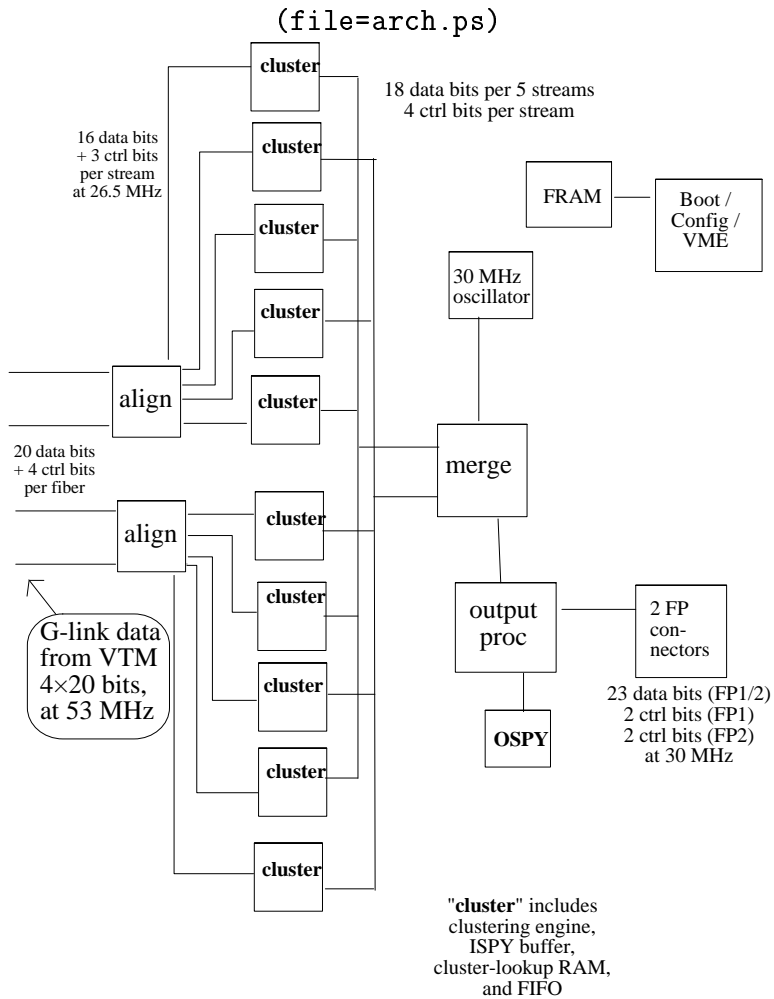 (file=arch.ps)
cluster
18 data bits per 5 streams
4 ctrl bits per stream
16 data bits
+ 3 ctrl bits
per stream
at 26.5 MHz
cluster
FRAM
Boot /
Config /
VME
cluster
30 MHz
oscillator
cluster
align
cluster
20 data bits
+ 4 ctrl bits
per fiber
merge
cluster
align
cluster
G-link data
from VTM
4×20 bits,
at 53 MHz
output
proc
2 FP
con-
nectors
cluster
23 data bits (FP1/2)
2 ctrl bits (FP1)
2 ctrl bits (FP2)
at 30 MHz
OSPY
cluster
cluster
"cluster" includes
clustering engine,
ISPY buffer,
cluster-lookup RAM,
and FIFO